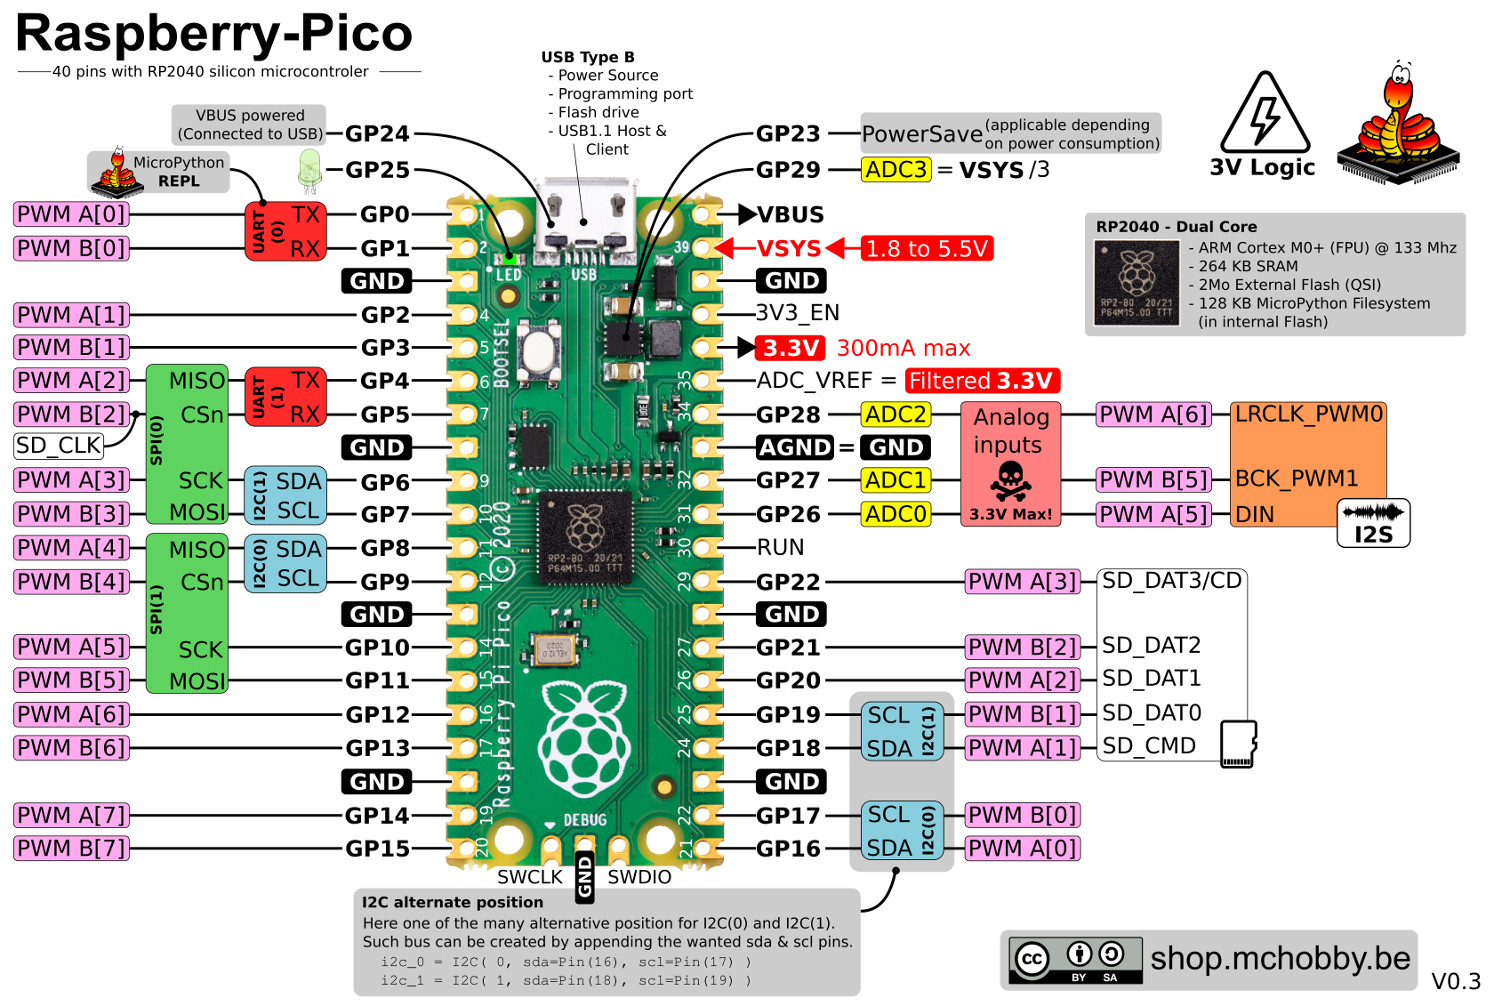 Raspberry-Pico
40 pins with RP2040 silicon microcontroler
USB Type B
- Power Source
- Programming port
- Flash drive
- USB1.1 Host &
Client
VBUS powered
(Connected to USB)
GP24
GP25
MicroPython
REPL
GP23
PowerSave (applicable depending
on power consumption)
GP29 ADC3 = VSYS /3
3V Logic
RP2040 - Dual Core
- ARM Cortex M0+ (FPU) @ 133 Mhz
- 264 KB SRAM
- 2Mo External Flash (QSI)
- 128 KB MicroPython Filesystem
(in internal Flash)
RP2-B0 20/21
P64M15.00 TTT
PWM A[0] UART (0) TX GP0 1
PWM B[0] RX GP1 2
GND
PWM A[1] GP2 4
PWM B[1] GP3 5
PWM A[2] SPI(0) MISO UART (1) TX GP4 6
PWM B[2] CSn RX GP5 7
SD_CLK
GND
PWM A[3] SCK I2C(1) SDA GP6 9
PWM B[3] MOSI SCL GP7 10
PWM A[4] SPI(1) MISO I2C(0) SDA GP8 11
PWM B[4] CSn SCL GP9 12
GND
PWM A[5] SCK GP10 14
PWM B[5] MOSI GP11 15
PWM A[6] GP12 16
PWM B[6] GP13 17
GND
PWM A[7] GP14 19
PWM B[7] GP15 20
LED
USB
BOOTSEL
RP2-B0 20/21
P64M15.00 TTT
Raspberry Pi Pico © 2020
DEBUG
SWCLK
GND
SWDIO
VBUS
39 VSYS 1.8 to 5.5V
GND
3V3_EN
3.3V 300mA max
35 ADC_VREF = Filtered 3.3V
34 GP28 ADC2 Analog PWM A[6] LRCLK_PWM0
AGND = GND inputs
32 GP27 ADC1 PWM B[5] BCK_PWM1
31 GP26 ADC0 3.3V Max! PWM A[5] DIN
I2S
30 RUN
29 GP22 PWM A[3] SD_DAT3/CD
GND
27 GP21 PWM B[2] SD_DAT2
26 GP20 PWM A[2] SD_DAT1
25 GP19 SCL I2C(1) PWM B[1] SD_DAT0
24 GP18 SDA PWM A[1] SD_CMD
GND
22 GP17 SCL I2C(0) PWM B[0]
21 GP16 SDA PWM A[0]
I2C alternate position
Here one of the many alternative position for I2C(0) and I2C(1).
Such bus can be created by appending the wanted sda & scl pins.
i2c_0 = I2C( 0, sda=Pin(16), scl=Pin(17) )
i2c_1 = I2C( 1, sda=Pin(18), scl=Pin(19) )
cc BY SA
shop.mchobby.be
V0.3